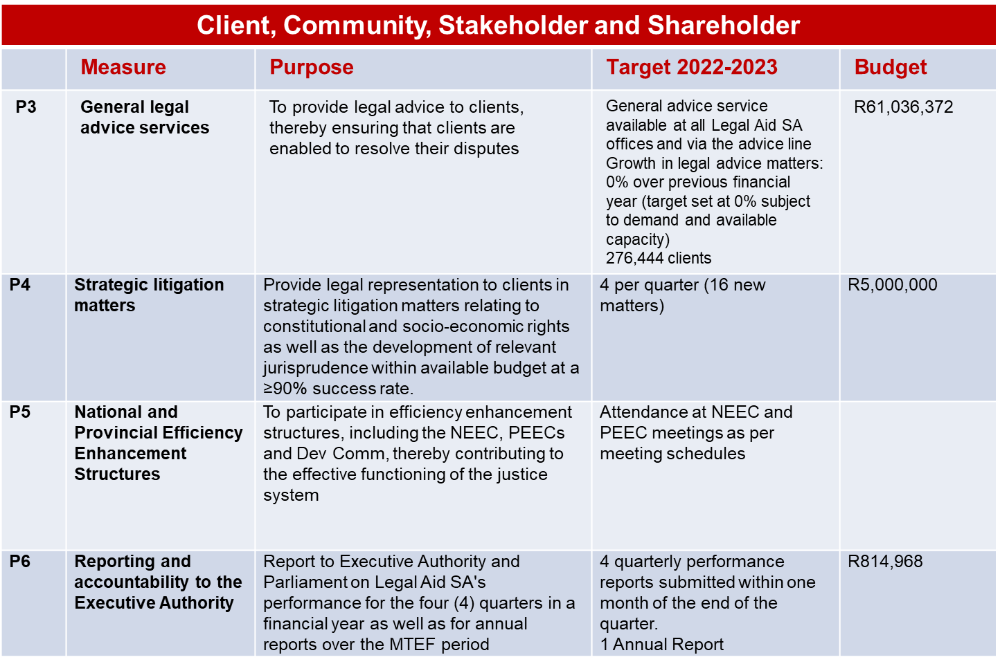 Client, Community, Stakeholder and Shareholder
Measure
Purpose
Target 2022-2023
Budget
P3
General legal
advice services
To provide legal advice to clients,
thereby ensuring that clients are
enabled to resolve their disputes
General advice service
available at all Legal Aid SA
offices and via the advice line
Growth in legal advice matters:
0% over previous financial
year (target set at 0% subject
to demand and available
capacity)
276,444 clients
R61,036,372
P4
Strategic litigation
matters
Provide legal representation to clients in
strategic litigation matters relating to
constitutional and socio-economic rights
as well as the development of relevant
jurisprudence within available budget at a
≥90% success rate.
4 per quarter (16 new
matters)
R5,000,000
P5
National and
Provincial Efficiency
Enhancement
Structures
To participate in efficiency enhancement
structures, including the NEEC, PEECs
and Dev Comm, thereby contributing to
the effective functioning of the justice
system
Attendance at NEEC and
PEEC meetings as per
meeting schedules
P6
Reporting and
accountability to the
Executive Authority
Report to Executive Authority and
Parliament on Legal Aid SA's
performance for the four (4) quarters in a
financial year as well as for annual
reports over the MTEF period
4 quarterly performance
reports submitted within one
month of the end of the
quarter.
1 Annual Report
R814,968